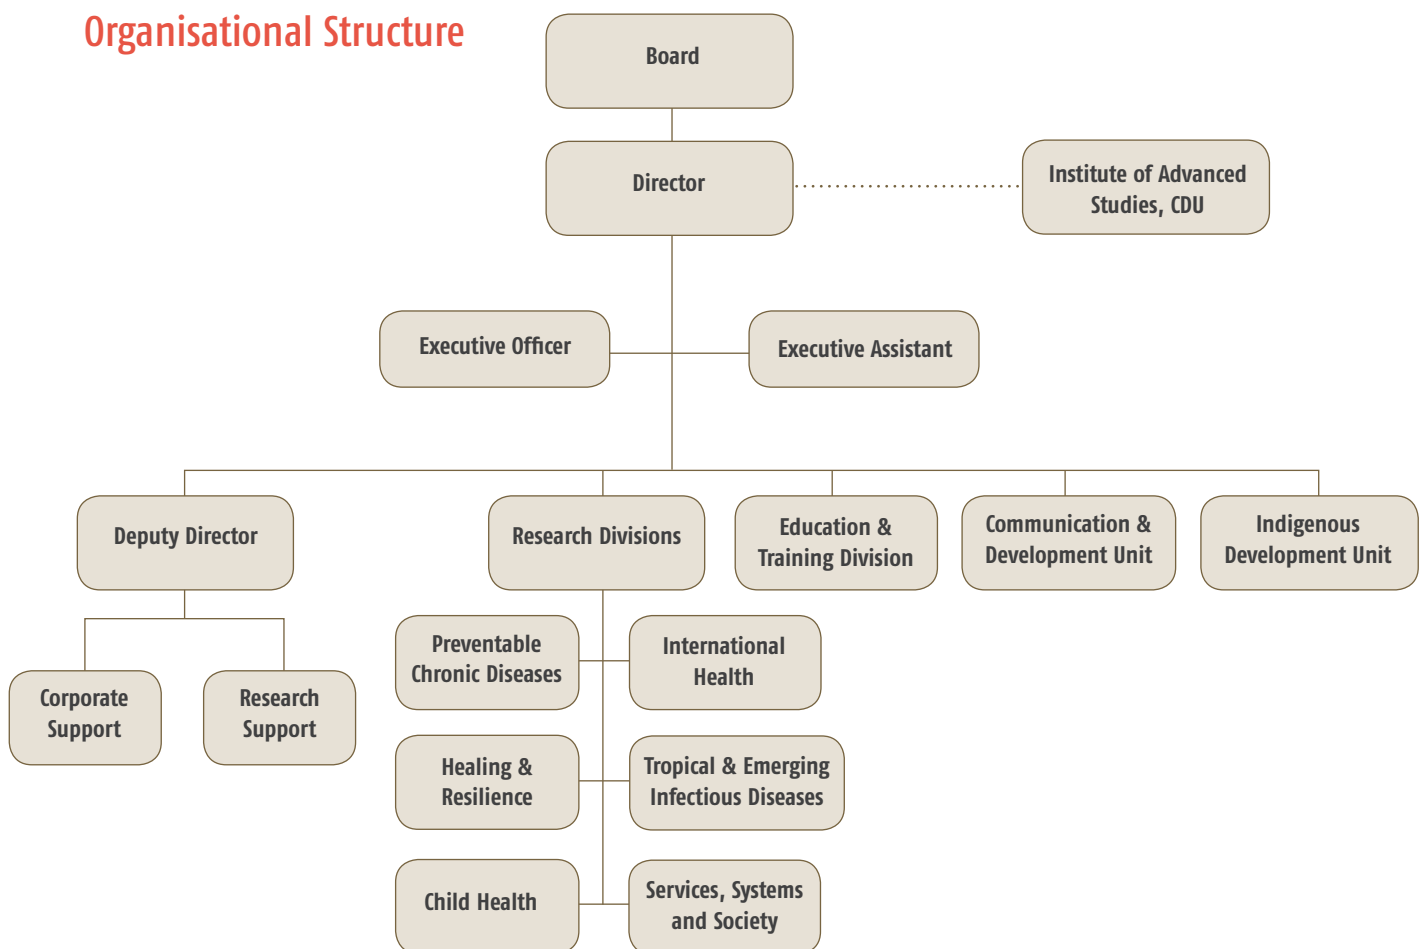 Organisational Structure
Board
Director
Institute of Advanced
Studies, CDU
Executive Officer
Executive Assistant
Deputy Director
Research Divisions
Education &
Training Division
Communication &
Development Unit
Indigenous
Development Unit
Corporate
Support
Research
Support
Preventable
Chronic Diseases
International
Health
Healing &
Resilience
Tropical & Emerging
Infectious Diseases
Child Health
Services, Systems
and Society